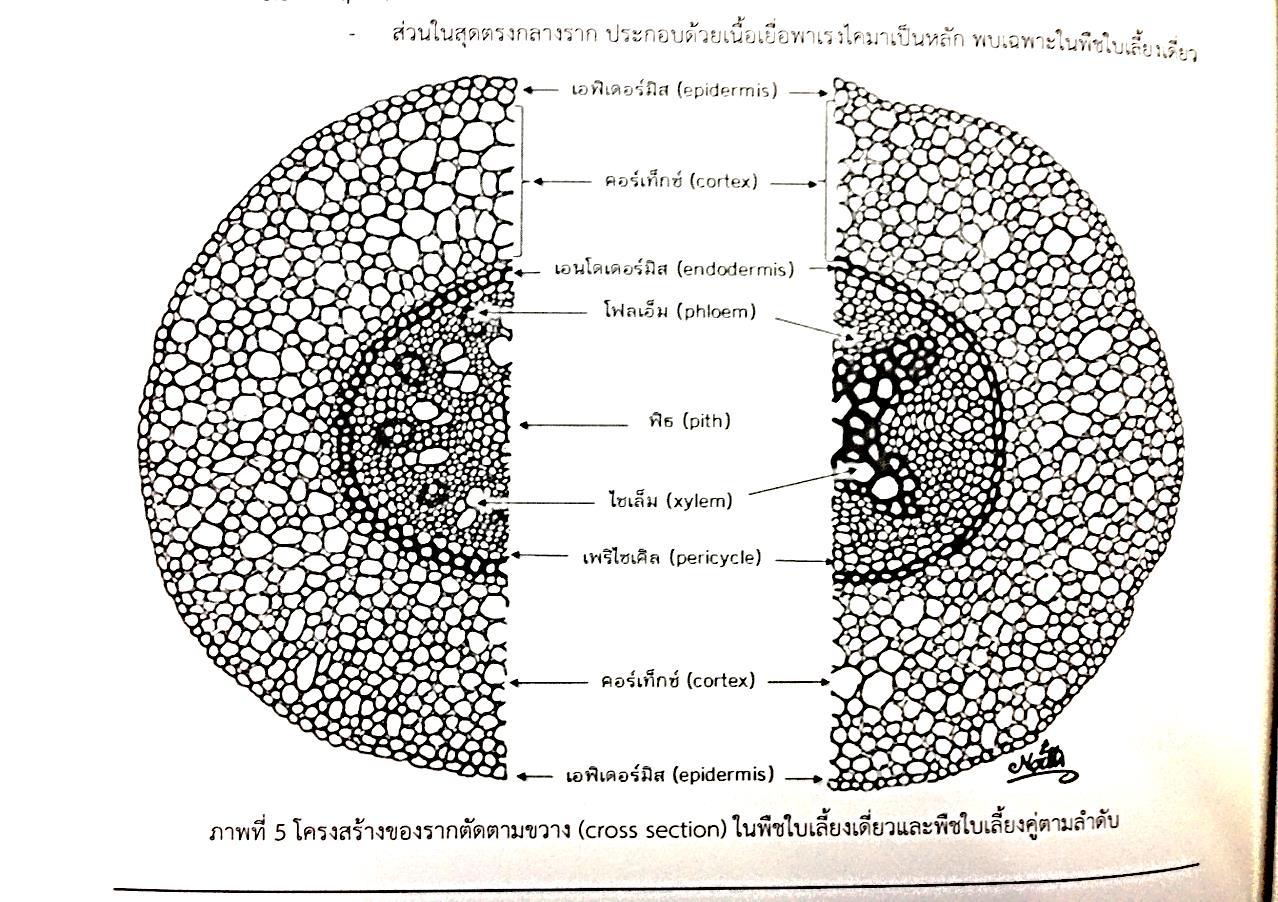 - ส่วนในสุดตรงกลางราก ประกอบด้วยเนื้อเยื่อพาเรงไคมาเป็นหลัก พบเฉพาะในพืชใบเลี้ยงเดี่ยว
เอพิเดอร์มิส (epidermis)
คอร์เท็กซ์ (cortex)
เอนโดเดอร์มิส (endodermis)
โฟลเอ็ม (phloem)
พิธ (pith)
ไซเล็ม (xylem)
เพริไซเคิล (pericycle)
คอร์เท็กซ์ (cortex)
เอพิเดอร์มิส (epidermis)
ภาพที่ 5 โครงสร้างของรากตัดตามขวาง (cross section) ในพืชใบเลี้ยงเดี่ยวและพืชใบเลี้ยงคู่ตามลำดับ